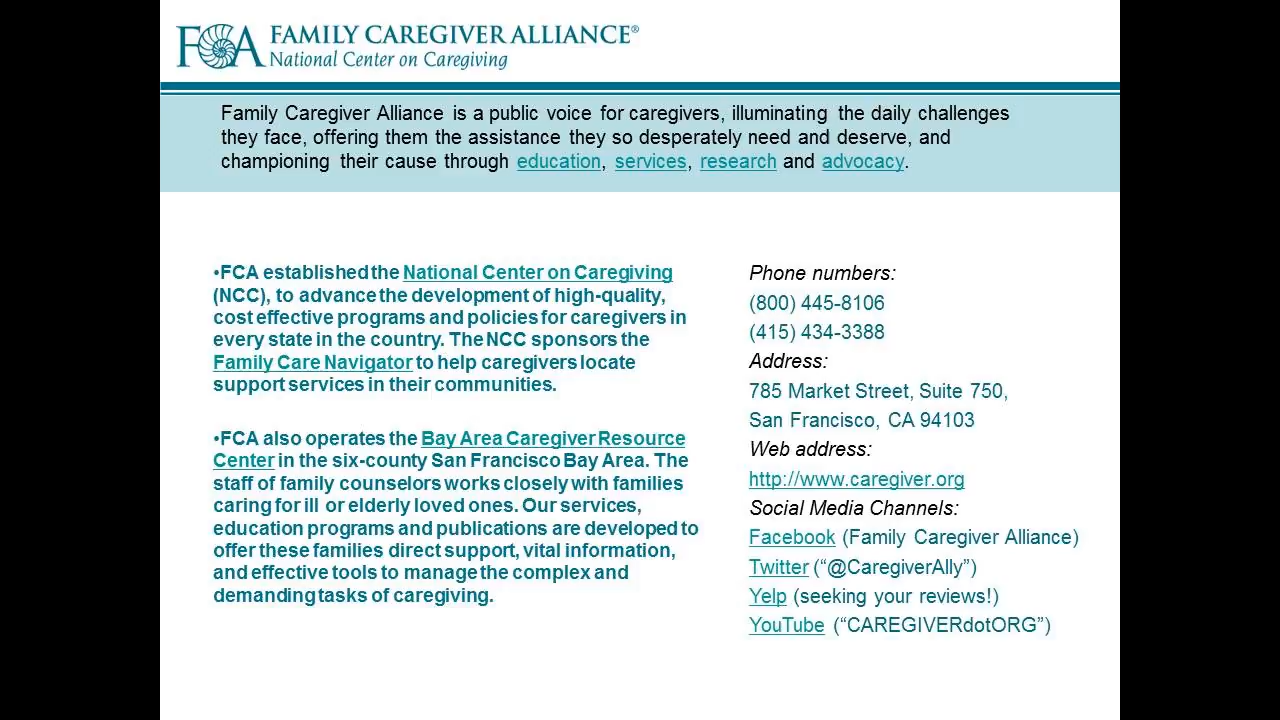 FCA FAMILY CAREGIVER ALLIANCE®
National Center on Caregiving
Family Caregiver Alliance is a public voice for caregivers, illuminating the daily challenges
they face, offering them the assistance they so desperately need and deserve, and
championing their cause through education, services, research and advocacy.
•FCA established the National Center on Caregiving
(NCC), to advance the development of high-quality,
cost effective programs and policies for caregivers in
every state in the country. The NCC sponsors the
Family Care Navigator to help caregivers locate
support services in their communities.
•FCA also operates the Bay Area Caregiver Resource
Center in the six-county San Francisco Bay Area. The
staff of family counselors works closely with families
caring for ill or elderly loved ones. Our services,
education programs and publications are developed to
offer these families direct support, vital information,
and effective tools to manage the complex and
demanding tasks of caregiving.
Phone numbers:
(800) 445-8106
(415) 434-3388
Address:
785 Market Street, Suite 750,
San Francisco, CA 94103
Web address:
http://www.caregiver.org
Social Media Channels:
Facebook (Family Caregiver Alliance)
Twitter (“@CaregiverAlly”)
Yelp (seeking your reviews!)
YouTube (“CAREGIVERdotORG”)